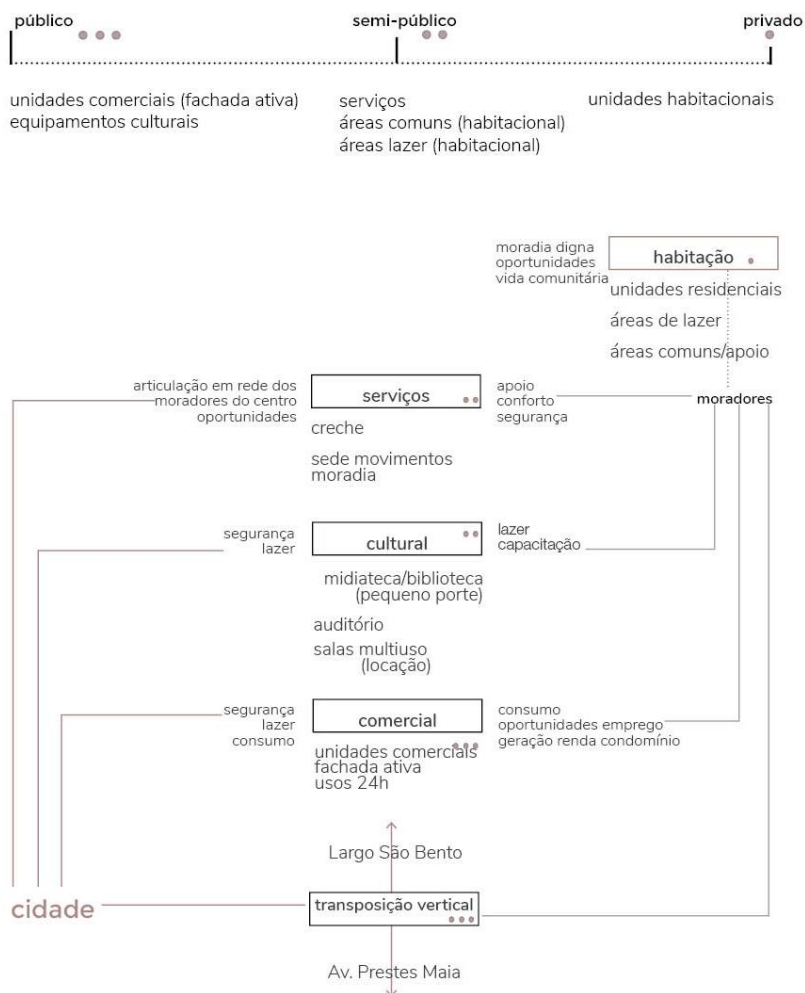 público
semi-público
privado
unidades comerciais (fachada ativa)
equipamentos culturais
serviços
áreas comuns (habitacional)
áreas lazer (habitacional)
unidades habitacionais
moradia digna
oportunidades
vida comunitária
habitação
unidades residenciais
áreas de lazer
áreas comuns/apoio
moradores
articulação em rede dos
moradores do centro
oportunidades
serviços
apoio
conforto
segurança
creche
sede movimentos
moradia
segurança
lazer
cultural
lazer
capacitação
midiateca/biblioteca
(pequeno porte)
auditório
salas multiuso
(locação)
segurança
lazer
consumo
comercial
consumo
oportunidades emprego
geração renda condomínio
unidades comerciais
fachada ativa
usos 24h
Largo São Bento
cidade
transposição vertical
Av. Prestes Maia